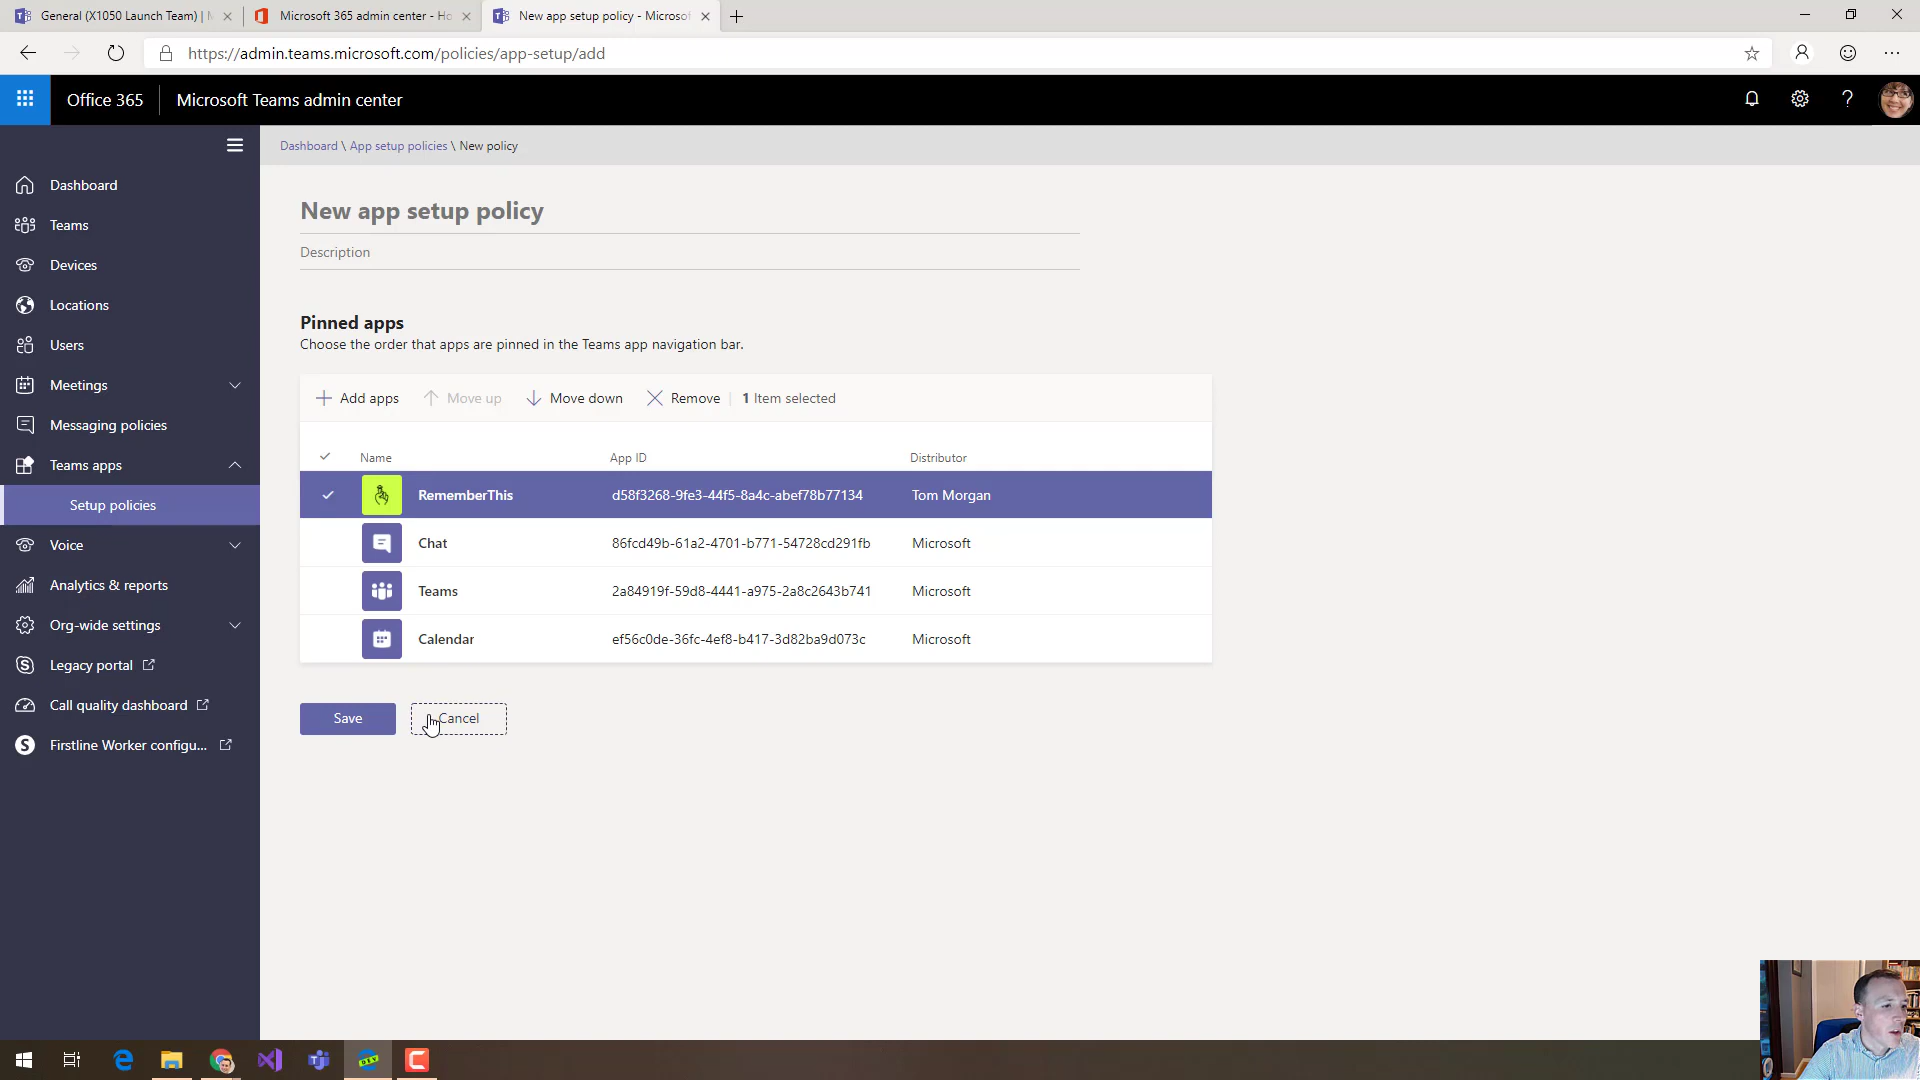 General (X1050 Launch Team) |
Microsoft 365 admin center - Ho
New app setup policy - Microsof
https://admin.teams.microsoft.com/policies/app-setup/add
Office 365
Microsoft Teams admin center
Dashboard \ App setup policies \ New policy
Dashboard
Teams
Devices
Locations
Users
Meetings
Messaging policies
Teams apps
Setup policies
Voice
Analytics & reports
Org-wide settings
Legacy portal
Call quality dashboard
Firstline Worker configu...
New app setup policy
Description
Pinned apps
Choose the order that apps are pinned in the Teams app navigation bar.
Add apps
Move up
Move down
Remove
1 Item selected
Name App ID Distributor
RememberThis d58f3268-9fe3-44f5-8a4c-abef78b77134 Tom Morgan
Chat 86fcd49b-61a2-4701-b771-54728cd291fb Microsoft
Teams 2a84919f-59d8-4441-a975-2a8c2643b741 Microsoft
Calendar ef56c0de-36fc-4ef8-b417-3d82ba9d073c Microsoft
Save
Cancel